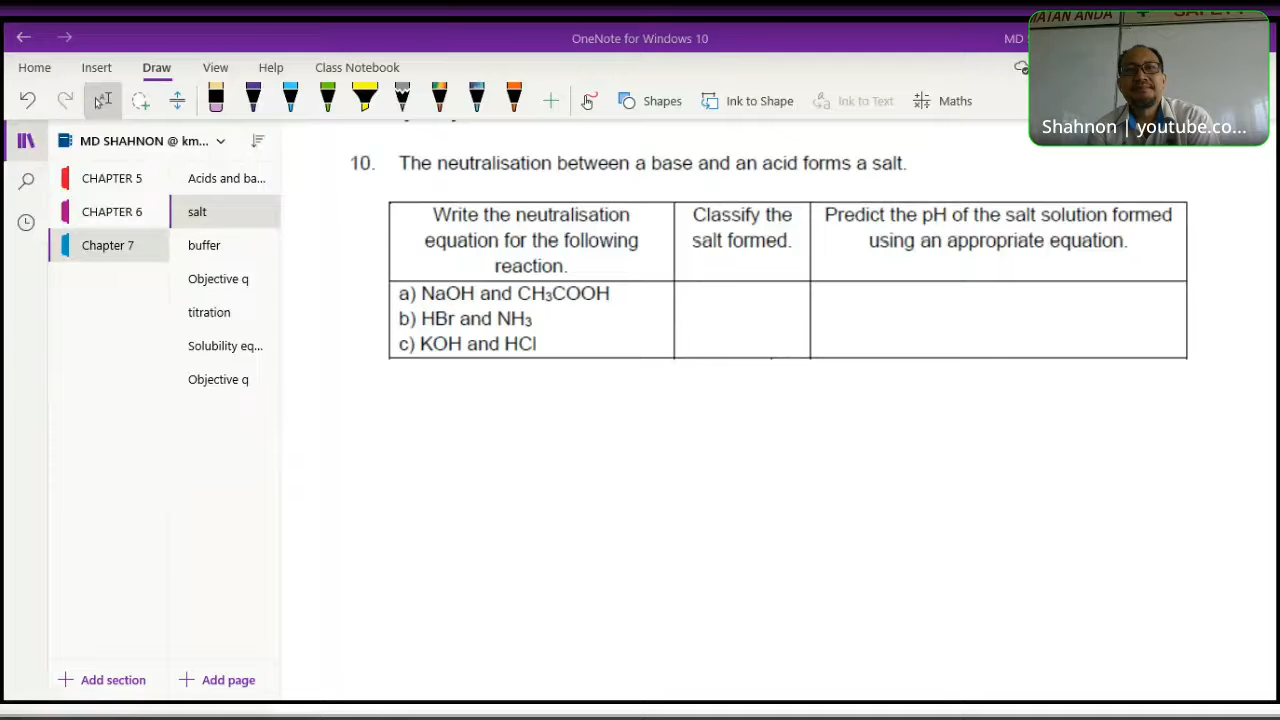 OneNote for Windows 10
MD S
IATAN ANDA
SAFETY
Shahnon | youtube.co...
Home
Insert
Draw
View
Help
Class Notebook
Shapes
Ink to Shape
Ink to Text
Maths
MD SHAHNON @ km...
CHAPTER 5
CHAPTER 6
Chapter 7
Acids and ba...
salt
buffer
Objective q
titration
Solubility eq...
Objective q
Add section
Add page
10. The neutralisation between a base and an acid forms a salt.
Write the neutralisation
equation for the following
reaction.
Classify the
salt formed.
Predict the pH of the salt solution formed
using an appropriate equation.
a) NaOH and CH₃COOH
b) HBr and NH₃
c) KOH and HCl